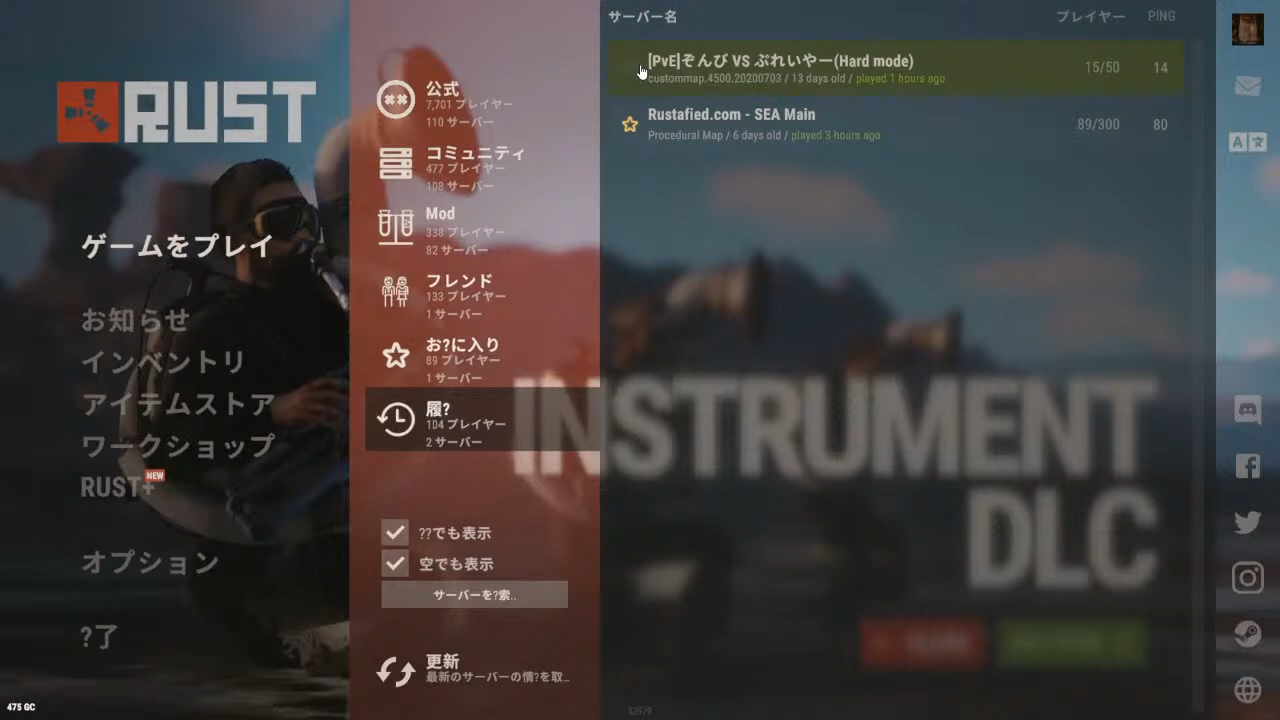 RUST
ゲームをプレイ
お知らせ
インベントリ
アイテムストア
ワークショップ
RUST+
NEW
オプション
?了
475 GC
公式
7,701 プレイヤー
110 サーバー
コミュニティ
477 プレイヤー
108 サーバー
Mod
338 プレイヤー
82 サーバー
フレンド
133 プレイヤー
1 サーバー
お?に入り
89 プレイヤー
1 サーバー
履?
104 プレイヤー
2 サーバー
??でも表示
空でも表示
サーバーを?索..
更新
最新のサーバーの情?を取...
サーバー名 プレイヤー PING
[PvE]ぞんび VS ぷれいやー(Hard mode) 15/50 14
custommap.4500.20200703 / 13 days old / played 1 hours ago
Rustafied.com - SEA Main 89/300 80
Procedural Map / 6 days old / played 3 hours ago
INSTRUMENT
DLC
A